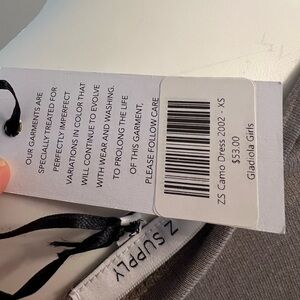 OUR GARMENTS ARE
SPECIALLY TREATED FOR
PERFECTLY IMPERFECT
VARIATIONS IN COLOR THAT
WILL CONTINUE TO EVOLVE
WITH WEAR AND WASHING.
TO PROLONG THE LIFE
OF THIS GARMENT,
PLEASE FOLLOW CARE
ZS Camo Dress 2002 - XS
$53.00
Gladiola Girls
Z SUPPLY